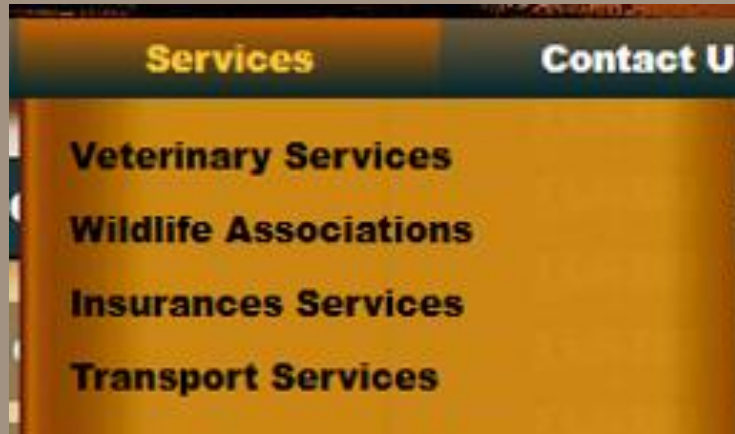 Services
Contact U
Veterinary Services
Wildlife Associations
Insurances Services
Transport Services